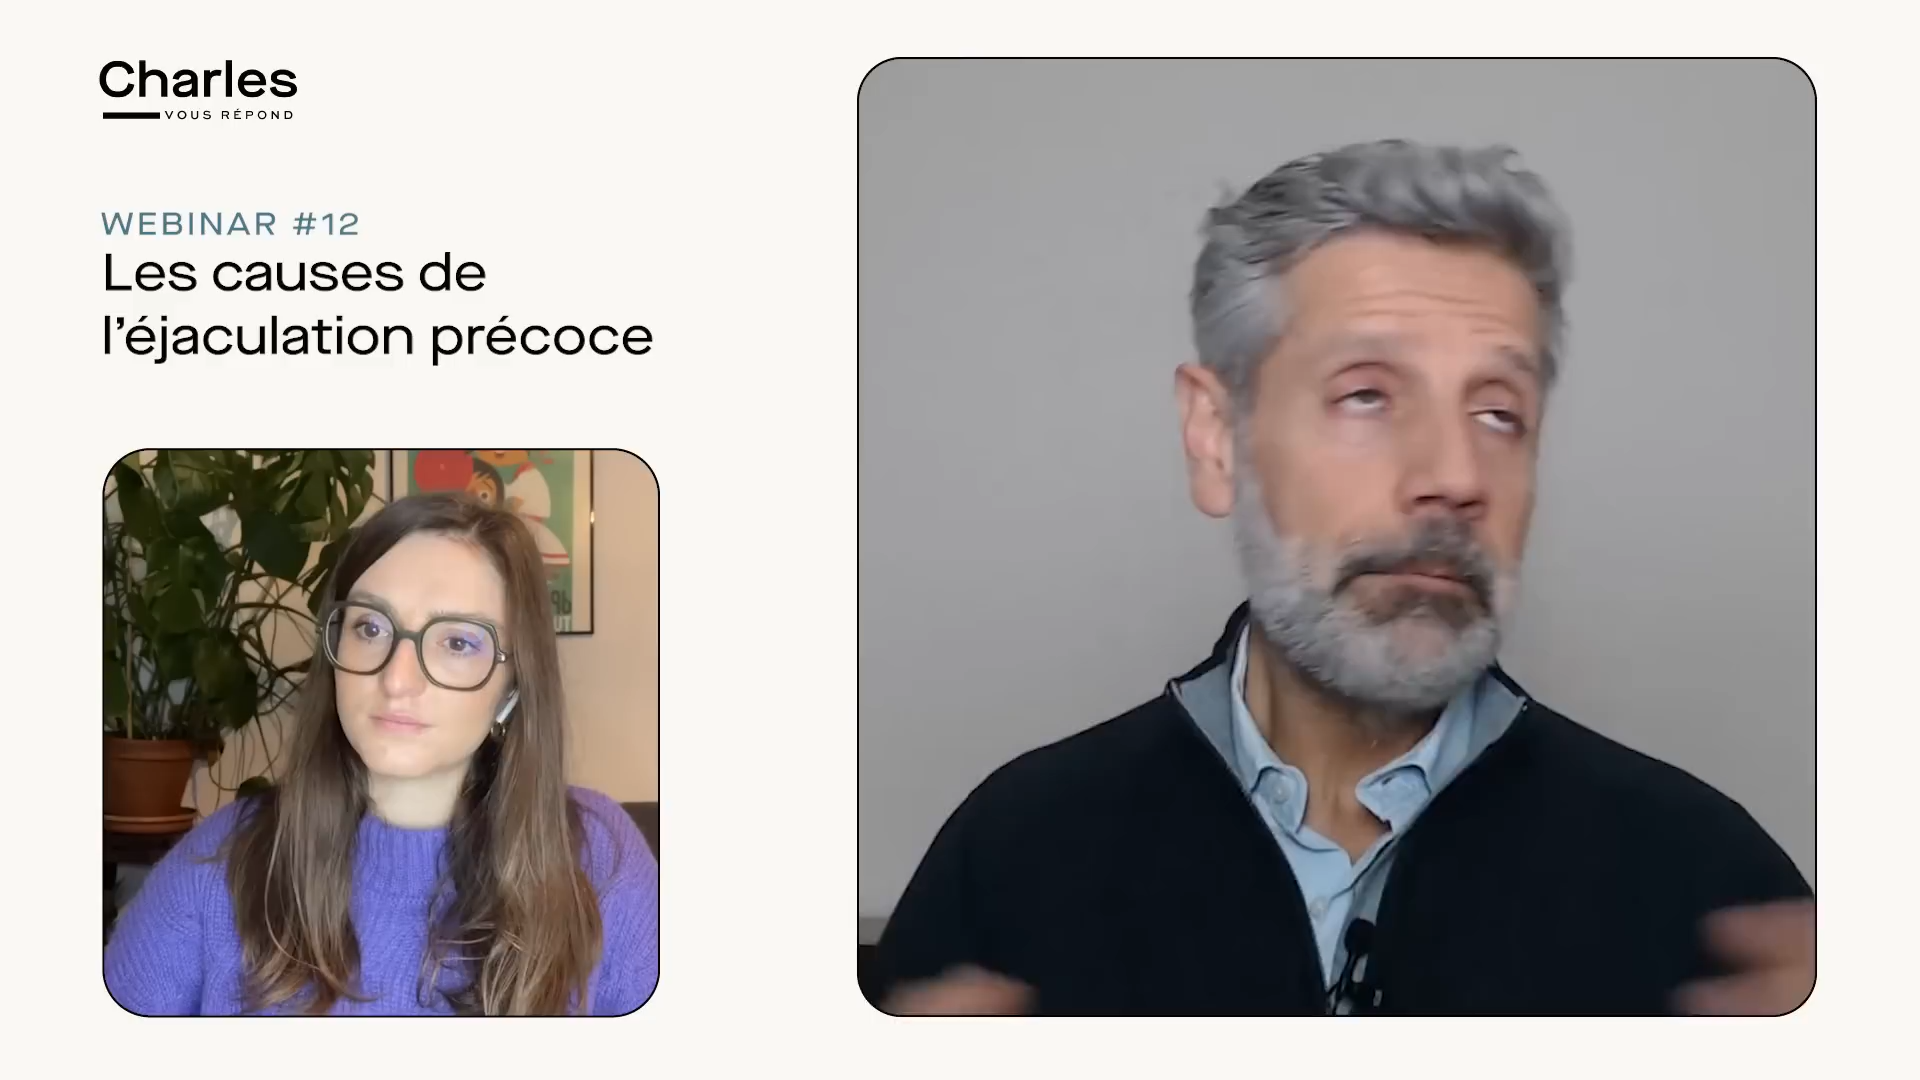 Charles
VOUS RÉPOND
WEBINAR #12
Les causes de
l’éjaculation précoce